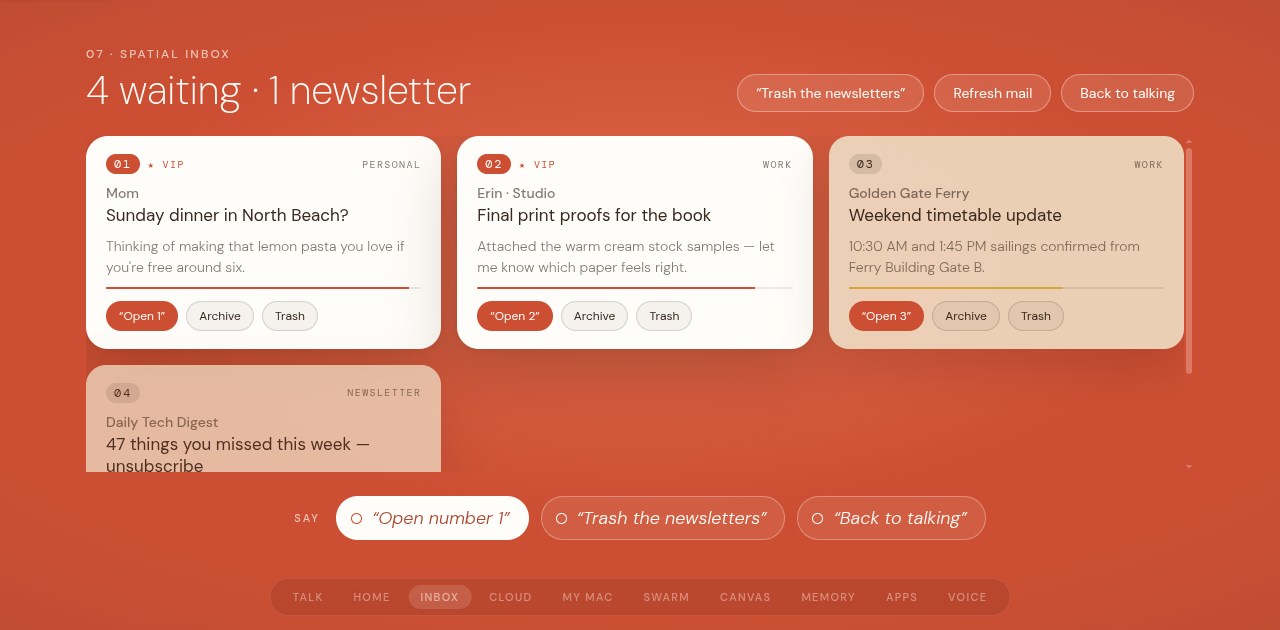 07 · SPATIAL INBOX
4 waiting · 1 newsletter
“Trash the newsletters”
Refresh mail
Back to talking
01 ★ VIP PERSONAL
Mom
Sunday dinner in North Beach?
Thinking of making that lemon pasta you love if
you're free around six.
“Open 1” Archive Trash
02 ★ VIP WORK
Erin · Studio
Final print proofs for the book
Attached the warm cream stock samples — let
me know which paper feels right.
“Open 2” Archive Trash
03 WORK
Golden Gate Ferry
Weekend timetable update
10:30 AM and 1:45 PM sailings confirmed from
Ferry Building Gate B.
“Open 3” Archive Trash
04 NEWSLETTER
Daily Tech Digest
47 things you missed this week —
unsubscribe
SAY “Open number 1” “Trash the newsletters” “Back to talking”
TALK HOME INBOX CLOUD MY MAC SWARM CANVAS MEMORY APPS VOICE